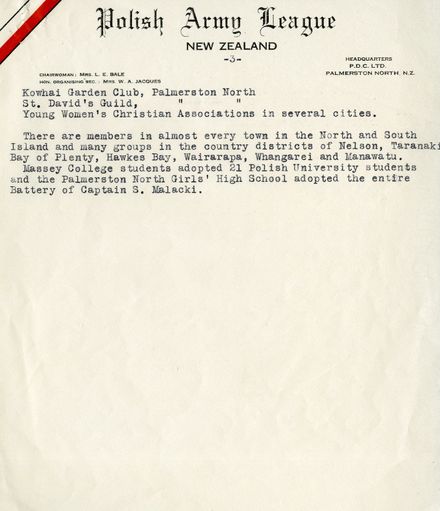 Polish Army League
NEW ZEALAND
-3-
CHAIRWOMAN: MRS. L. E. BALE
HON. ORGANISING SEC.: MRS. W. A. JACQUES
HEADQUARTERS
P.D.C. LTD.
PALMERSTON NORTH, N.Z.
Kowhai Garden Club, Palmerston North
St. David's Guild, " "
Young Women's Christian Associations in several cities.
There are members in almost every town in the North and South
Island and many groups in the country districts of Nelson, Taranaki
Bay of Plenty, Hawkes Bay, Wairarapa, Whangarei and Manawatu.
Massey College students adopted 21 Polish University students
and the Palmerston North Girls' High School adopted the entire
Battery of Captain S. Malacki.